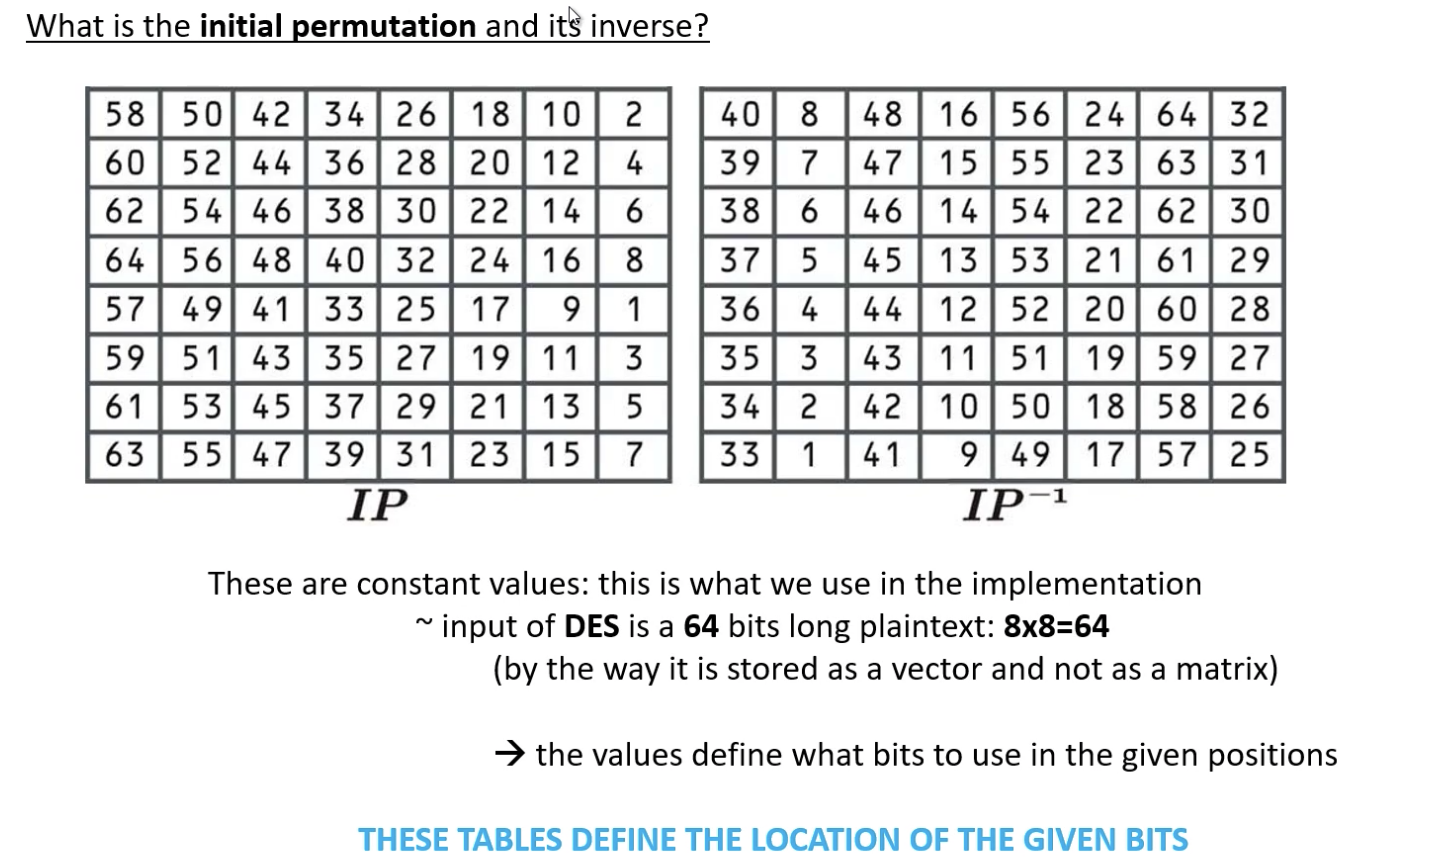 What is the initial permutation and its inverse?
58 50 42 34 26 18 10 2
60 52 44 36 28 20 12 4
62 54 46 38 30 22 14 6
64 56 48 40 32 24 16 8
57 49 41 33 25 17 9 1
59 51 43 35 27 19 11 3
61 53 45 37 29 21 13 5
63 55 47 39 31 23 15 7
IP
40 8 48 16 56 24 64 32
39 7 47 15 55 23 63 31
38 6 46 14 54 22 62 30
37 5 45 13 53 21 61 29
36 4 44 12 52 20 60 28
35 3 43 11 51 19 59 27
34 2 42 10 50 18 58 26
33 1 41 9 49 17 57 25
IP⁻¹
These are constant values: this is what we use in the implementation
~ input of DES is a 64 bits long plaintext: 8x8=64
(by the way it is stored as a vector and not as a matrix)
→ the values define what bits to use in the given positions
THESE TABLES DEFINE THE LOCATION OF THE GIVEN BITS